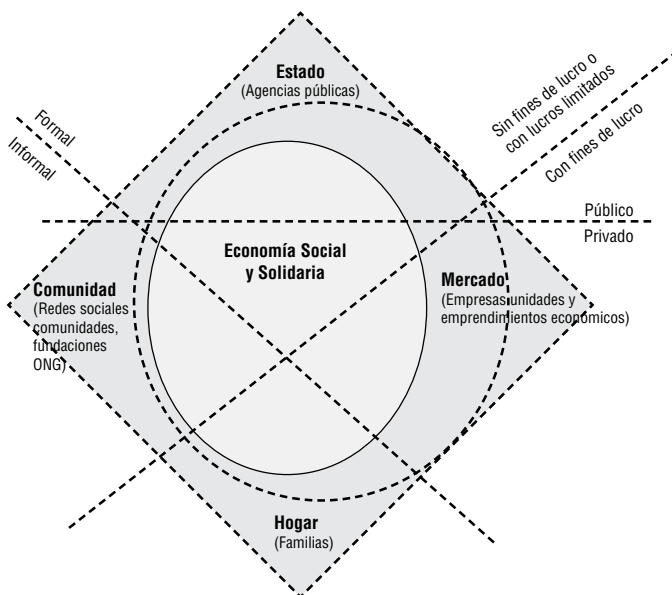 Estado
(Agencias públicas)
Formal
Informal
Sin fines de lucro o
con lucros limitados
Con fines de lucro
Público
Privado
Economía Social
y Solidaria
Comunidad
(Redes sociales
comunidades,
fundaciones
ONG)
Mercado
(Empresas unidades y
emprendimientos económicos)
Hogar
(Familias)